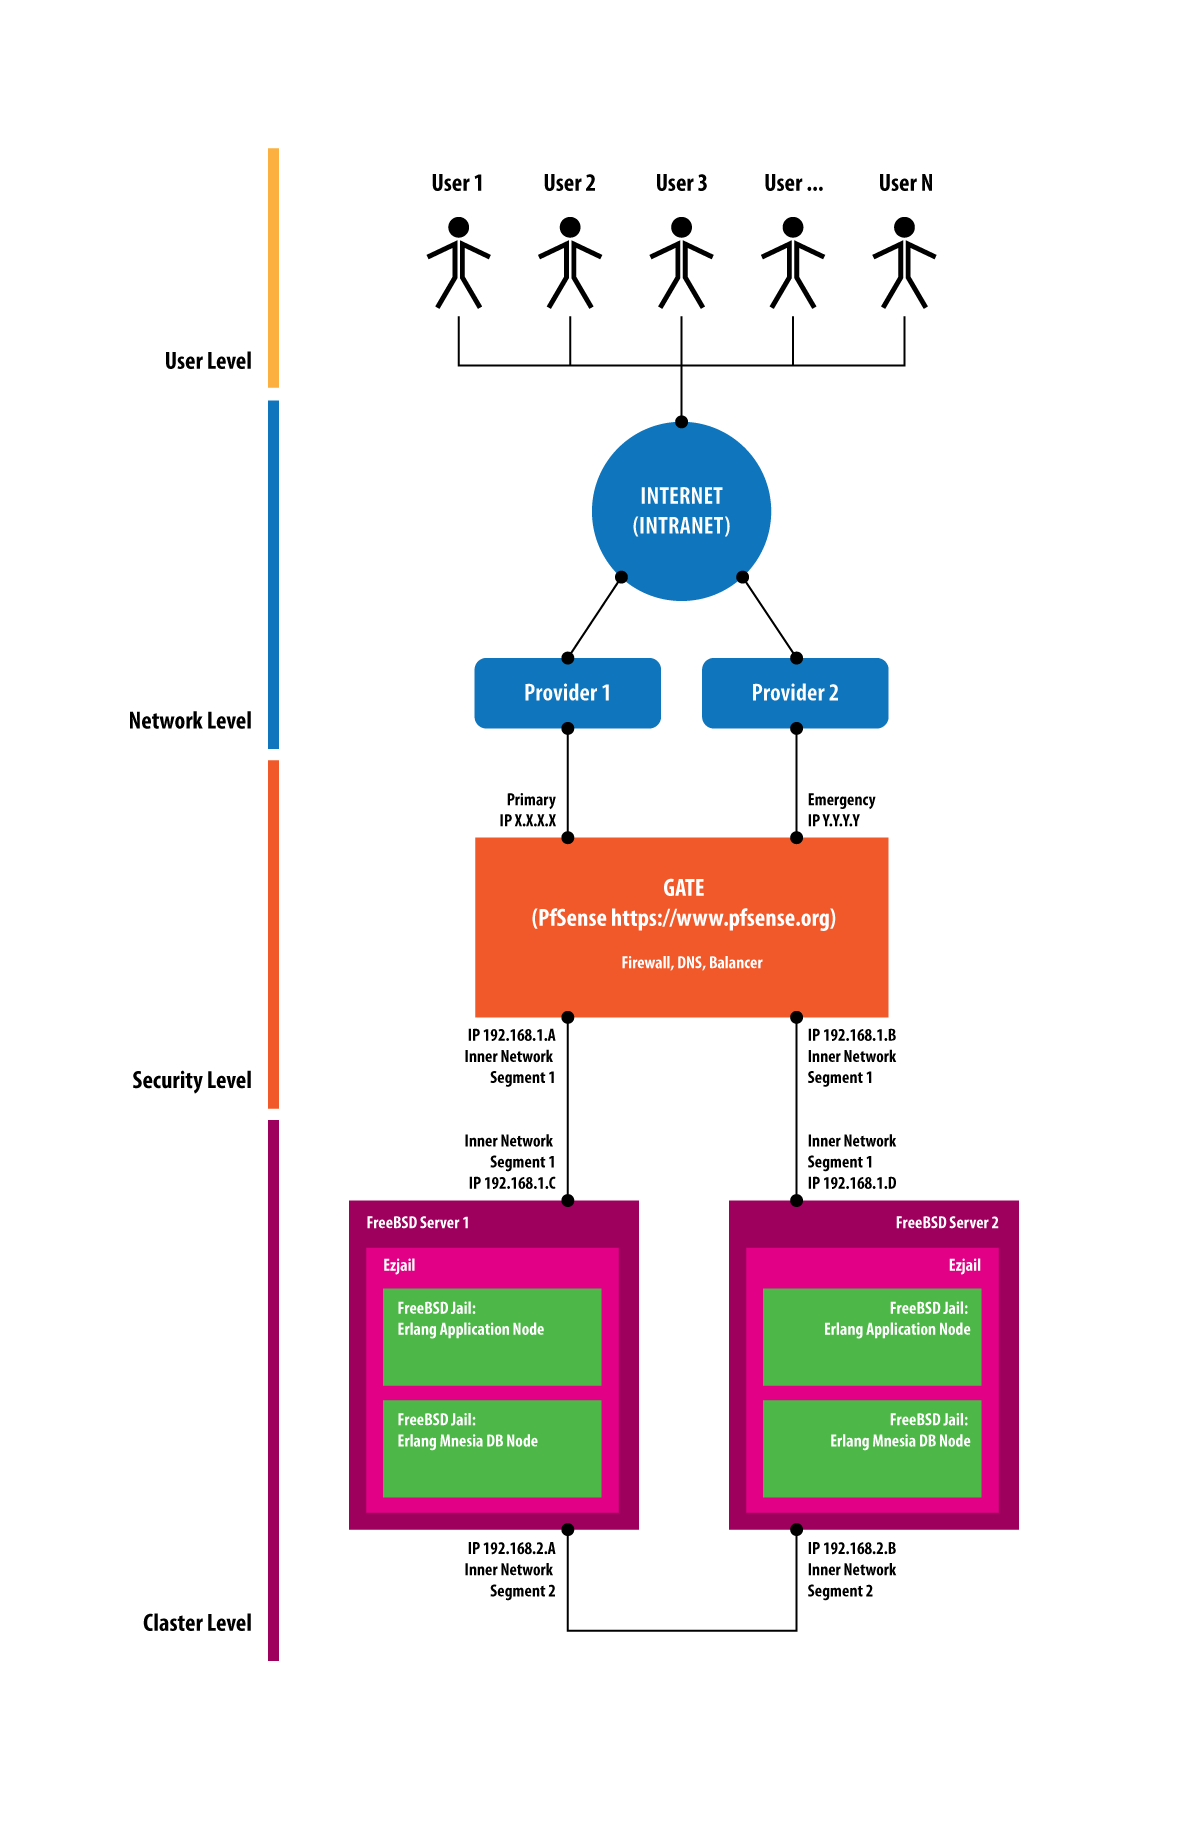 User 1
User 2
User 3
User ...
User N
User Level
INTERNET
(INTRANET)
Provider 1
Provider 2
Network Level
Primary
IP X.X.X.X
Emergency
IP Y.Y.Y.Y
GATE
(PfSense https://www.pfsense.org)
Firewall, DNS, Balancer
IP 192.168.1.A
Inner Network
Segment 1
IP 192.168.1.B
Inner Network
Segment 1
Security Level
Inner Network
Segment 1
IP 192.168.1.C
Inner Network
Segment 1
IP 192.168.1.D
FreeBSD Server 1
Ezjail
FreeBSD Jail:
Erlang Application Node
FreeBSD Jail:
Erlang Mnesia DB Node
FreeBSD Server 2
Ezjail
FreeBSD Jail:
Erlang Application Node
FreeBSD Jail:
Erlang Mnesia DB Node
IP 192.168.2.A
Inner Network
Segment 2
IP 192.168.2.B
Inner Network
Segment 2
Claster Level